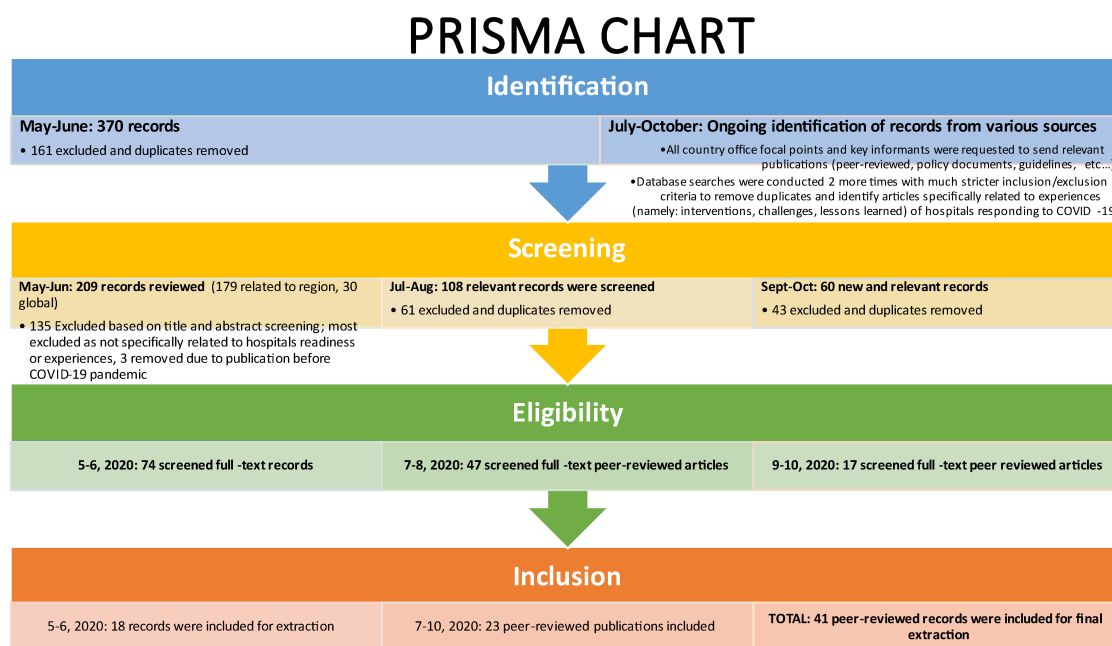 PRISMA CHART
Identification
May-June: 370 records
• 161 excluded and duplicates removed
July-October: Ongoing identification of records from various sources
•All country office focal points and key informants were requested to send relevant
publications (peer-reviewed, policy documents, guidelines, etc...)
•Database searches were conducted 2 more times with much stricter inclusion/exclusion
criteria to remove duplicates and identify articles specifically related to experiences
(namely: interventions, challenges, lessons learned) of hospitals responding to COVID -19
Screening
May-Jun: 209 records reviewed (179 related to region, 30
global)
• 135 Excluded based on title and abstract screening; most
excluded as not specifically related to hospitals readiness
or experiences, 3 removed due to publication before
COVID-19 pandemic
Jul-Aug: 108 relevant records were screened
• 61 excluded and duplicates removed
Sept-Oct: 60 new and relevant records
• 43 excluded and duplicates removed
Eligibility
5-6, 2020: 74 screened full -text records
7-8, 2020: 47 screened full -text peer-reviewed articles
9-10, 2020: 17 screened full -text peer reviewed articles
Inclusion
5-6, 2020: 18 records were included for extraction
7-10, 2020: 23 peer-reviewed publications included
TOTAL: 41 peer-reviewed records were included for final
extraction